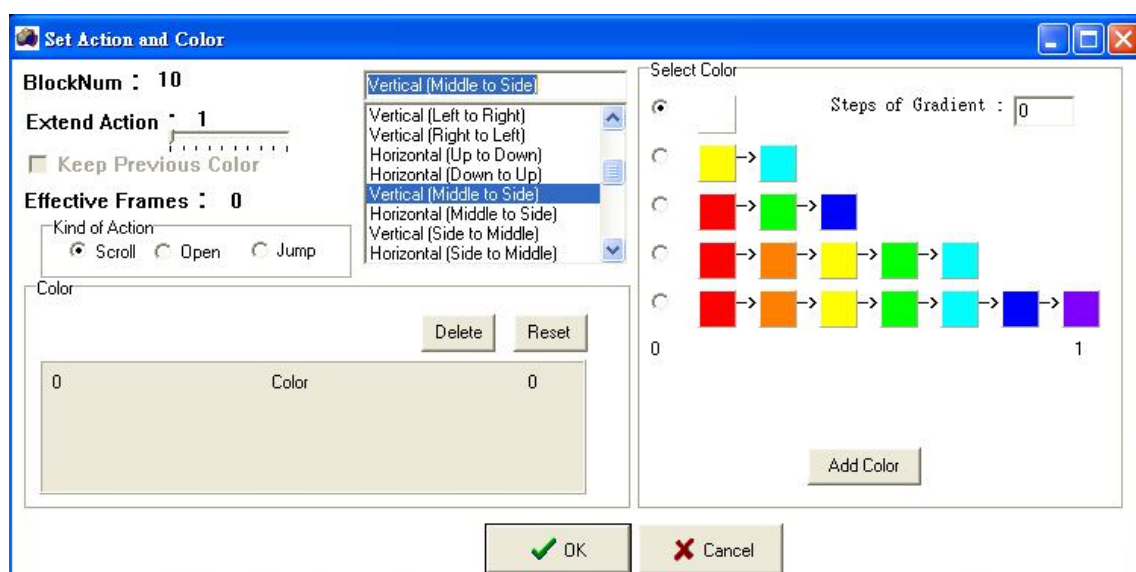 Set Action and Color
BlockNum : 10
Extend Action : 1
Keep Previous Color
Effective Frames : 0
Kind of Action
Scroll Open Jump
Vertical (Middle to Side)
Vertical (Left to Right)
Vertical (Right to Left)
Horizontal (Up to Down)
Horizontal (Down to Up)
Vertical (Middle to Side)
Horizontal (Middle to Side)
Vertical (Side to Middle)
Horizontal (Side to Middle)
Color
Delete Reset
0 Color 0
Select Color
Steps of Gradient : 0
->
-> ->
-> -> -> ->
-> -> -> -> -> ->
0 1
Add Color
OK Cancel